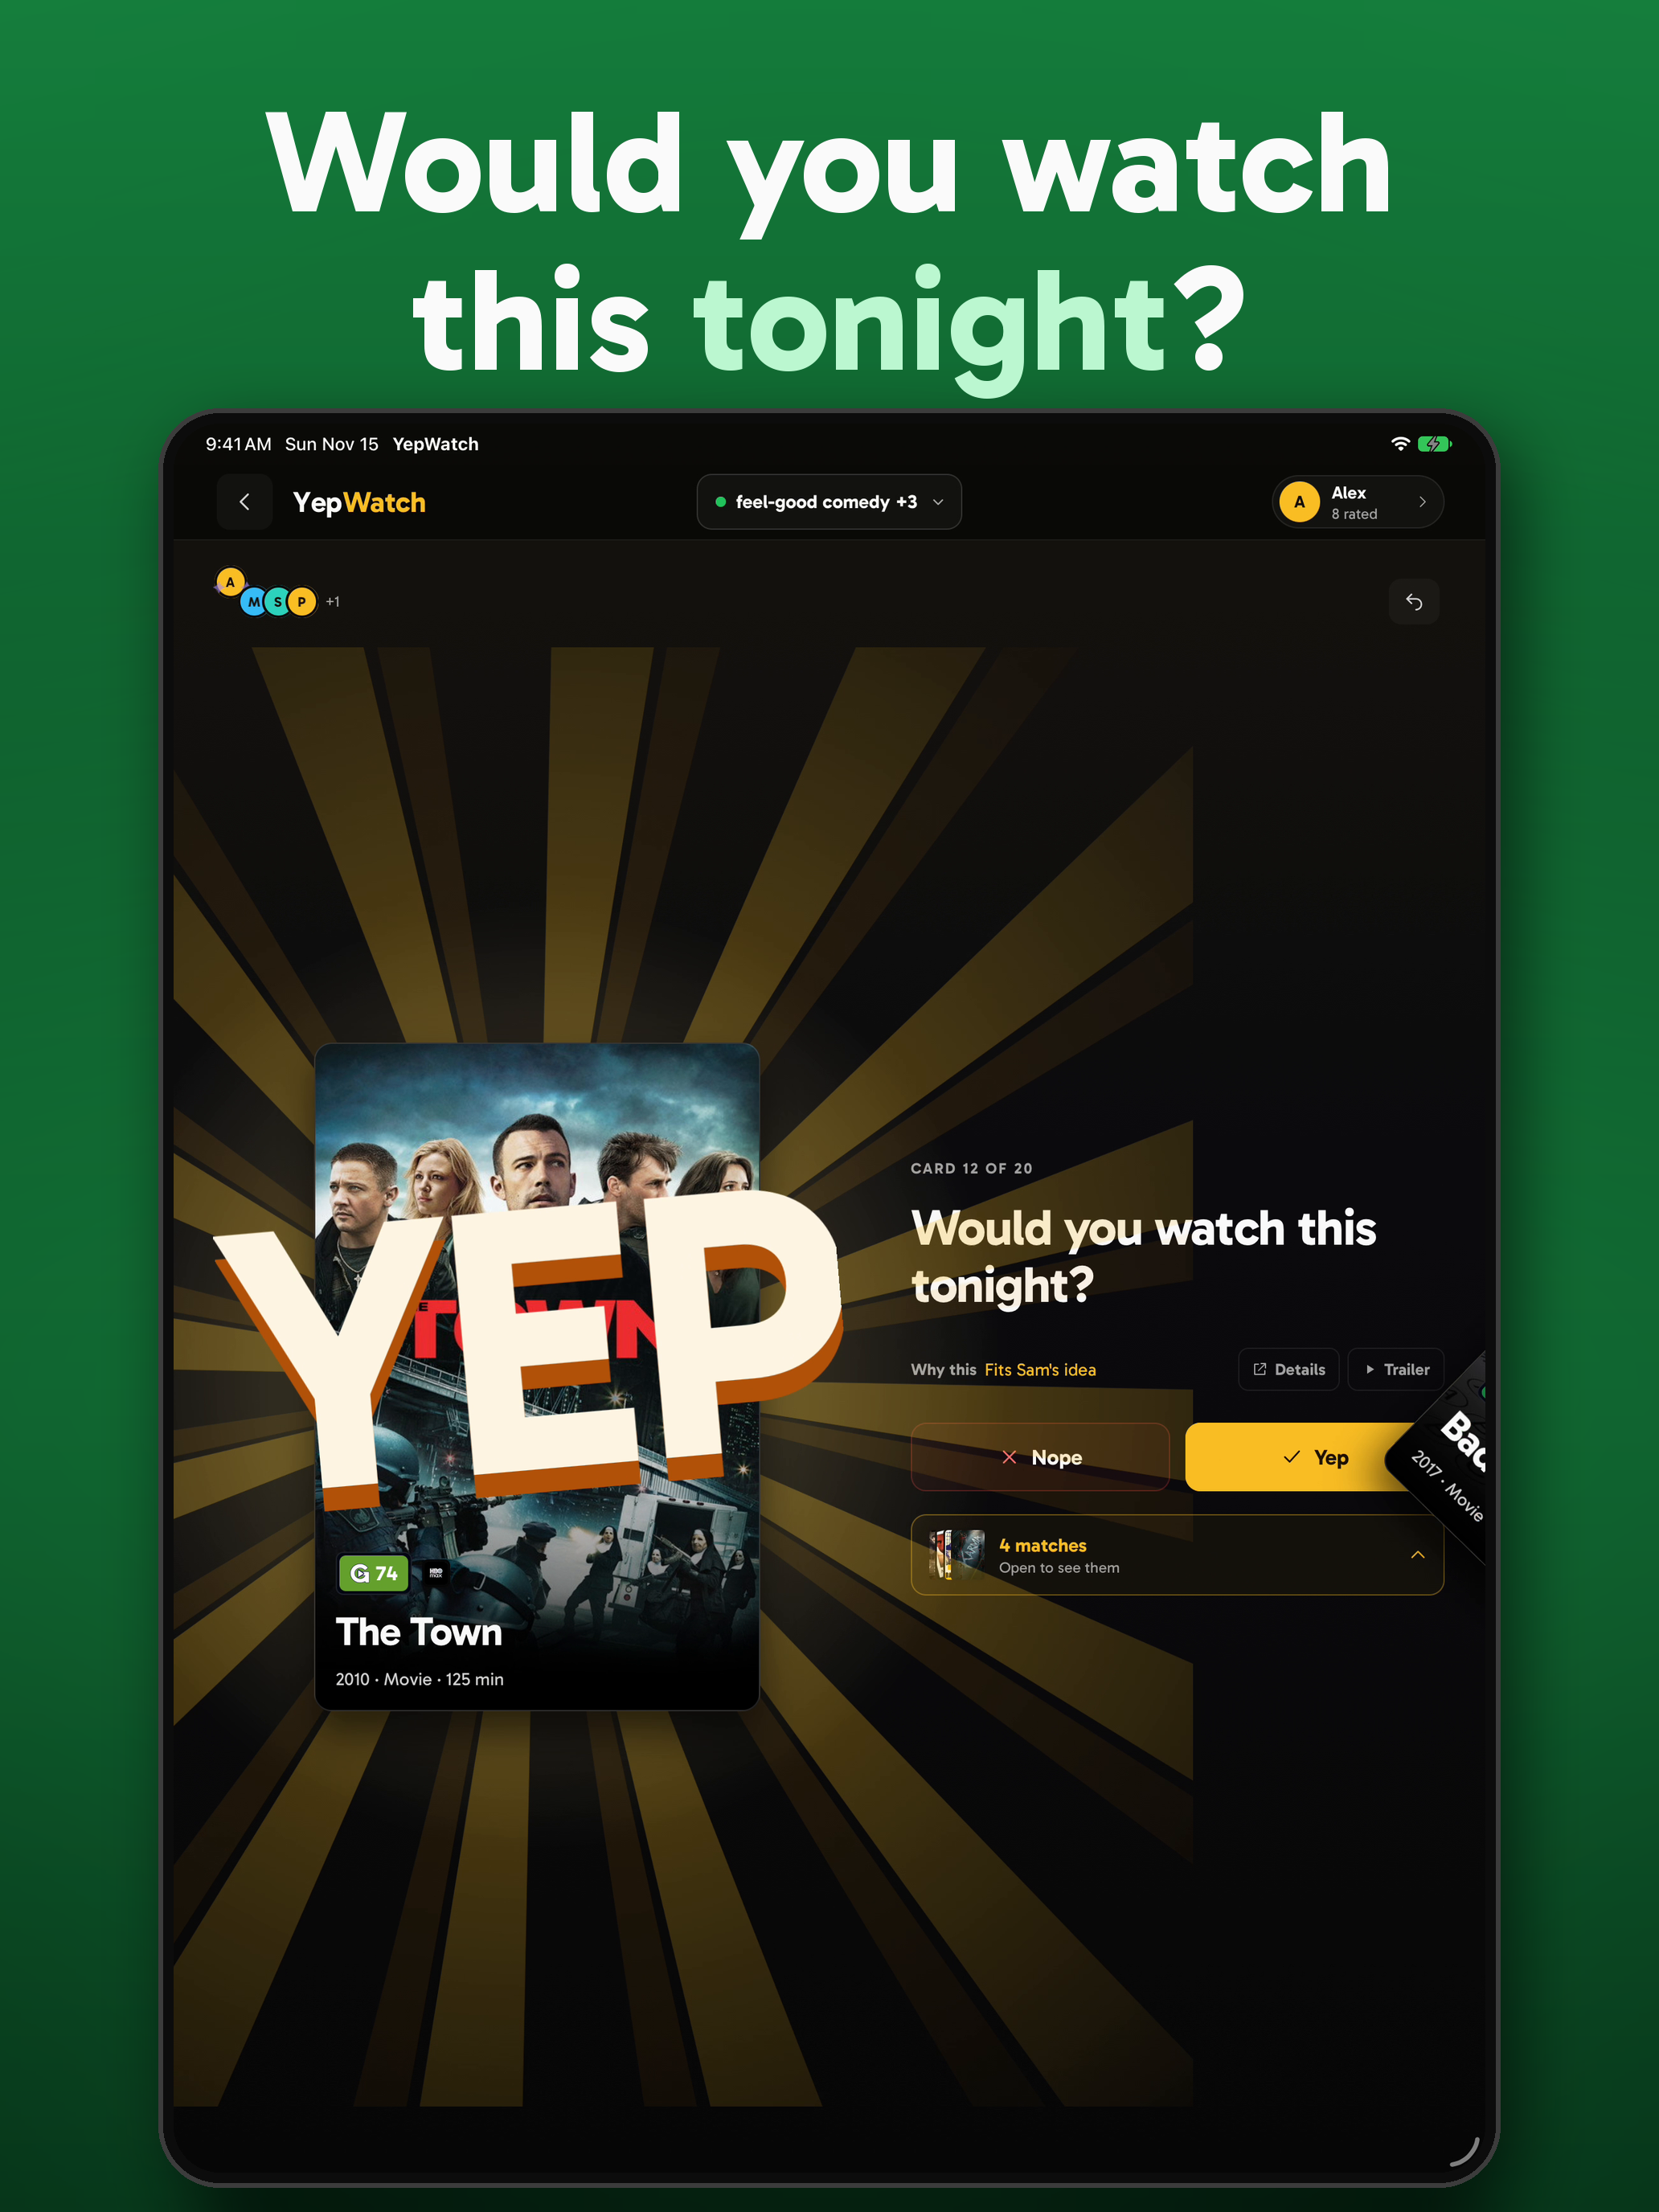 Would you watch
this tonight?
9:41 AM Sun Nov 15 YepWatch
YepWatch
feel-good comedy +3
A
Alex
8 rated
A
M S P +1
CARD 12 OF 20
Would you watch this
tonight?
Why this Fits Sam's idea
Details
Trailer
Nope
Yep
4 matches
Open to see them
YEP
G 74
HBO
max
The Town
2010 · Movie · 125 min
2017 · Movie